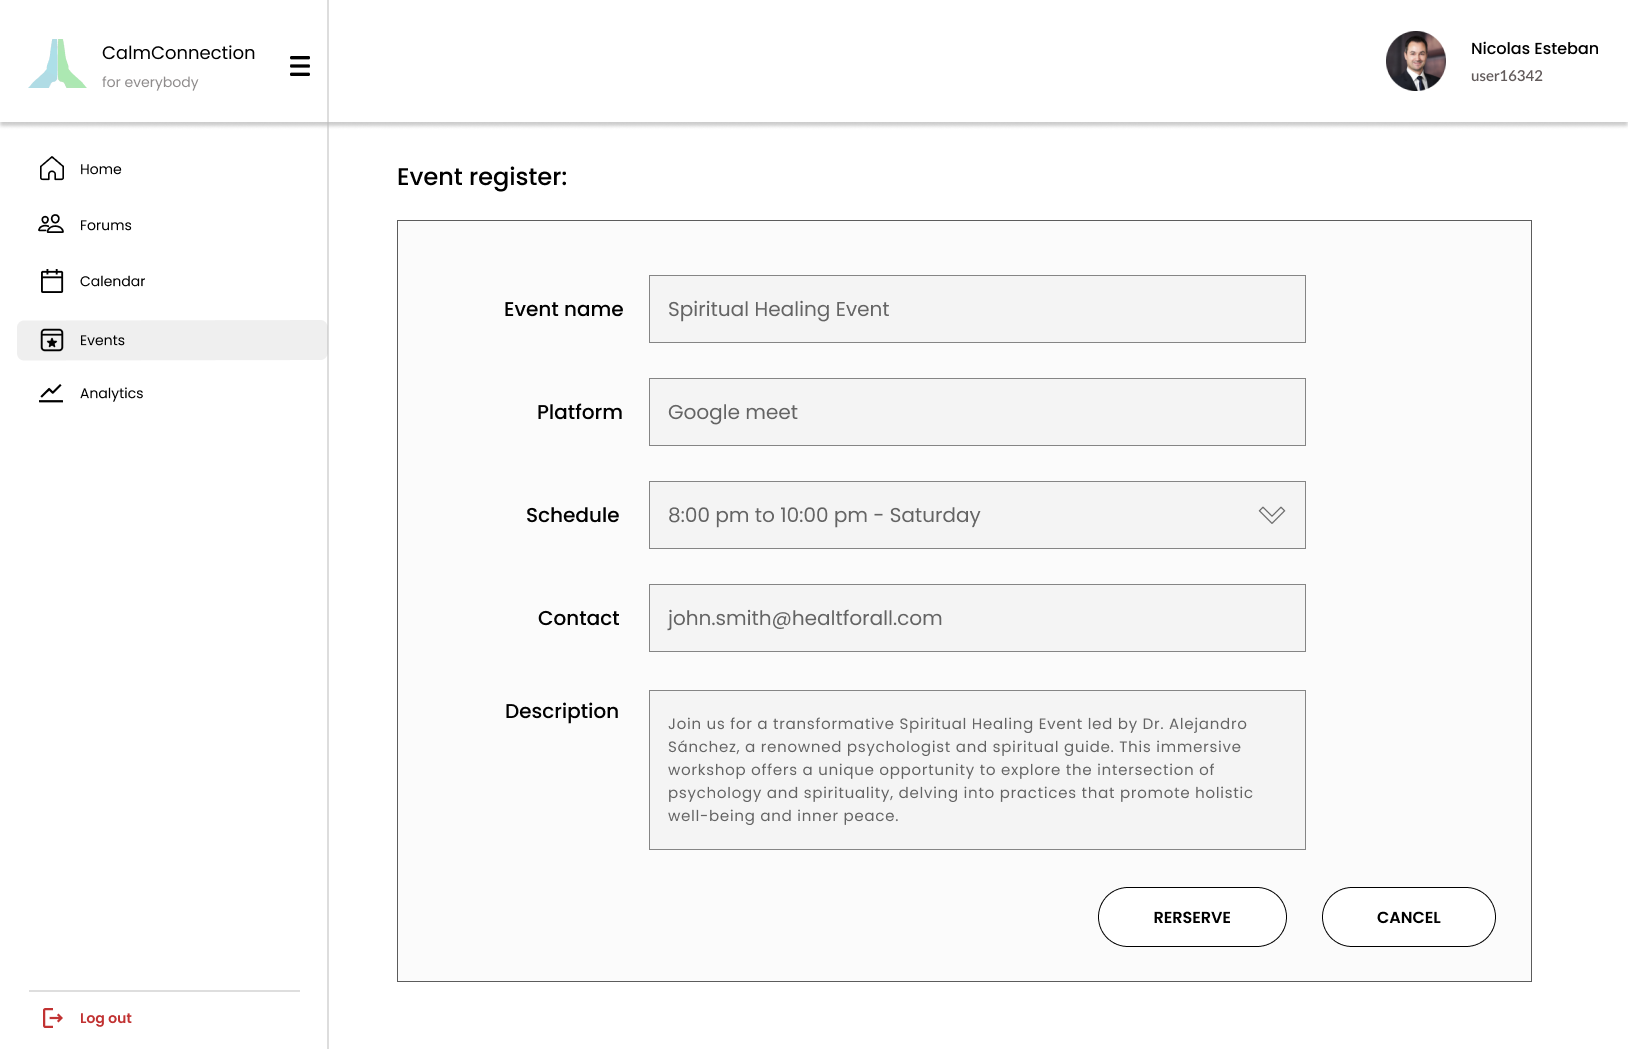 CalmConnection
for everybody
Nicolas Esteban
user16342
Home
Forums
Calendar
Events
Analytics
Log out
Event register:
Event name
Spiritual Healing Event
Platform
Google meet
Schedule
8:00 pm to 10:00 pm - Saturday
Contact
john.smith@healtforall.com
Description
Join us for a transformative Spiritual Healing Event led by Dr. Alejandro
Sánchez, a renowned psychologist and spiritual guide. This immersive
workshop offers a unique opportunity to explore the intersection of
psychology and spirituality, delving into practices that promote holistic
well-being and inner peace.
RERSERVE
CANCEL